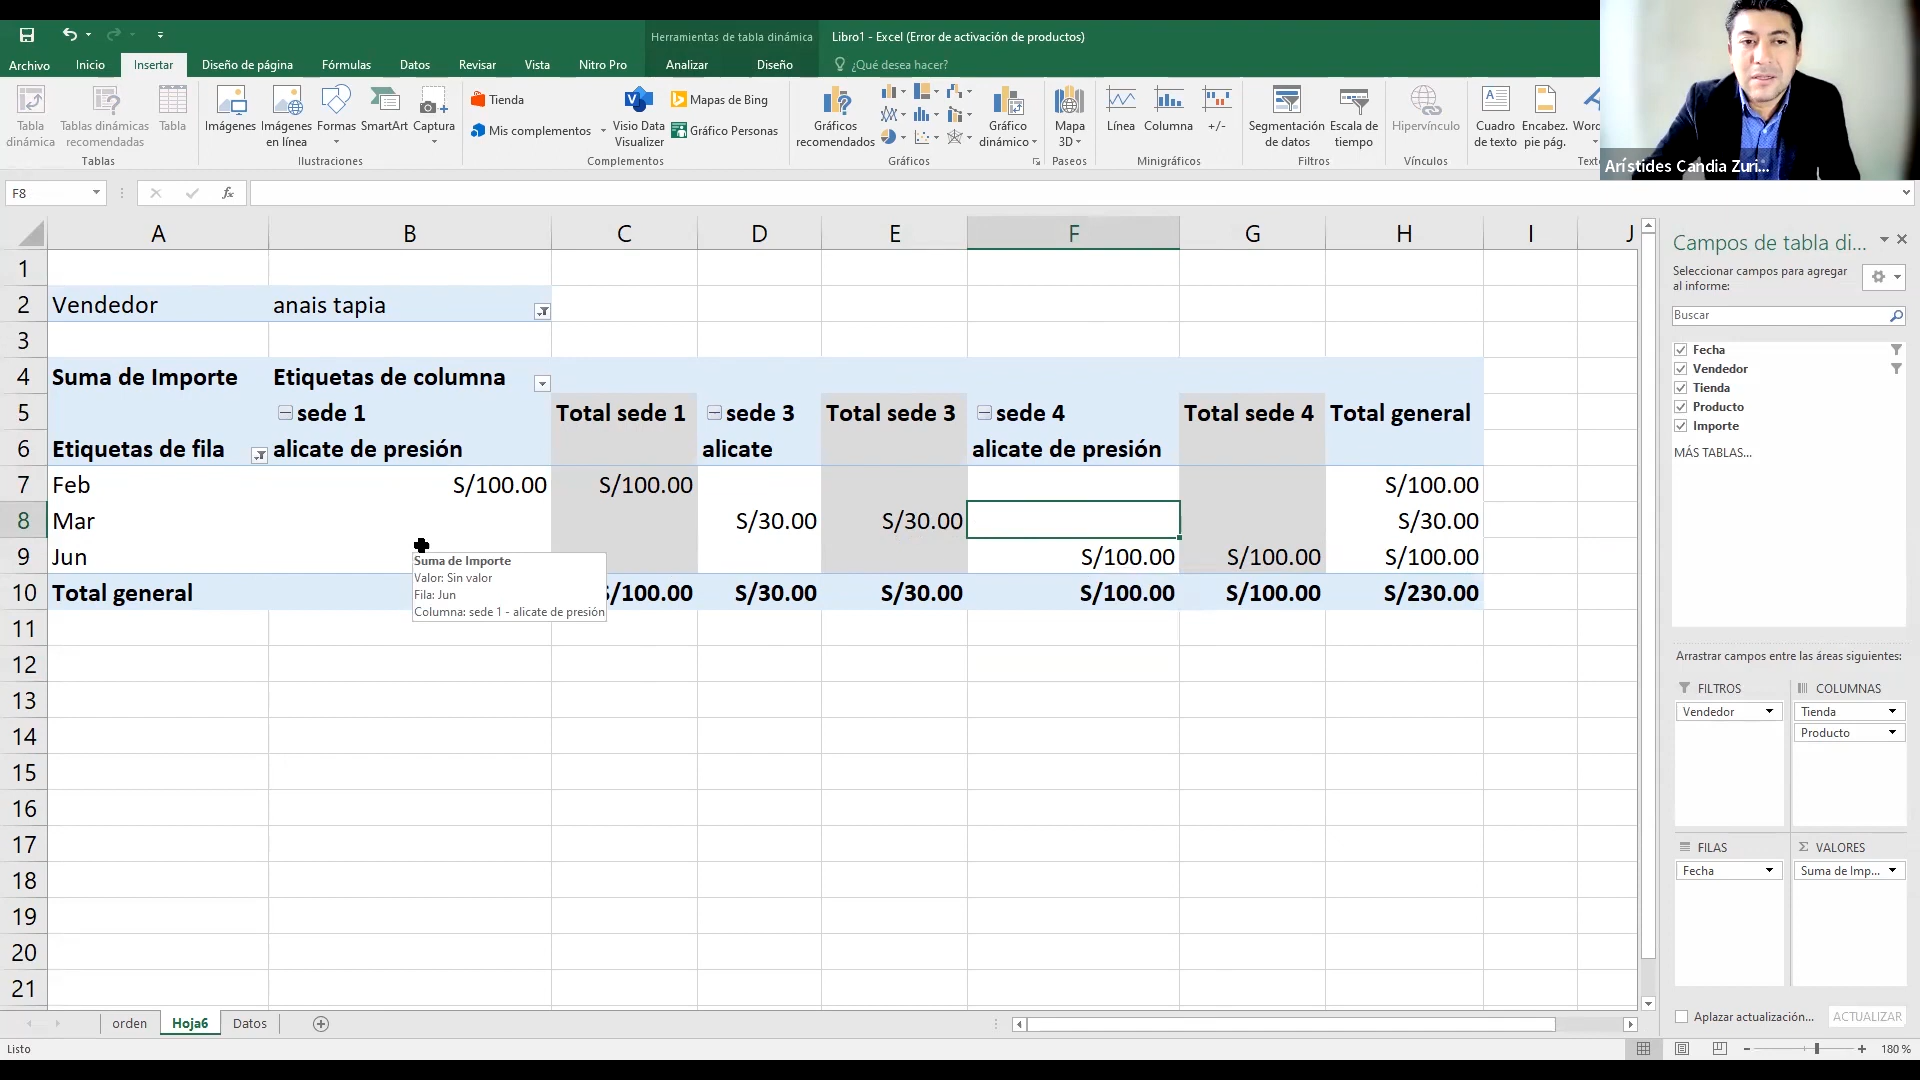 Herramientas de tabla dinámica
Libro1 - Excel (Error de activación de productos)
Archivo Inicio Insertar Diseño de página Fórmulas Datos Revisar Vista Nitro Pro Analizar Diseño ¿Qué desea hacer?
Tabla dinámica
Tablas dinámicas recomendadas
Tabla
Imágenes
Imágenes en línea
Formas
SmartArt
Captura
Tienda
Mis complementos
Visio Data Visualizer
Mapas de Bing
Gráfico Personas
Gráficos recomendados
Gráfico dinámico
Mapa 3D
Línea
Columna
+/-
Segmentación de datos
Escala de tiempo
Hipervínculo
Cuadro de texto
Encabez. pie pág.
Tablas
Ilustraciones
Complementos
Gráficos
Paseos
Minigráficos
Filtros
Vínculos
Arístides Candia Zuri...
F8
fx
A B C D E F G H I J
1
2 Vendedor anais tapia
3
4 Suma de Importe Etiquetas de columna
5 sede 1 Total sede 1 sede 3 Total sede 3 sede 4 Total sede 4 Total general
6 Etiquetas de fila alicate de presión alicate alicate de presión
7 Feb S/100.00 S/100.00 S/100.00
8 Mar S/30.00 S/30.00 S/30.00
9 Jun S/100.00 S/100.00 S/100.00
10 Total general /100.00 S/30.00 S/30.00 S/100.00 S/100.00 S/230.00
Suma de Importe
Valor: Sin valor
Fila: Jun
Columna: sede 1 - alicate de presión
11
12
13
14
15
16
17
18
19
20
21
Campos de tabla di...
Seleccionar campos para agregar
al informe:
Buscar
Fecha
Vendedor
Tienda
Producto
Importe
MÁS TABLAS...
Arrastrar campos entre las áreas siguientes:
FILTROS COLUMNAS
Vendedor Tienda
Producto
FILAS Σ VALORES
Fecha Suma de Imp...
Aplazar actualización... ACTUALIZAR
orden Hoja6 Datos
Listo
180 %